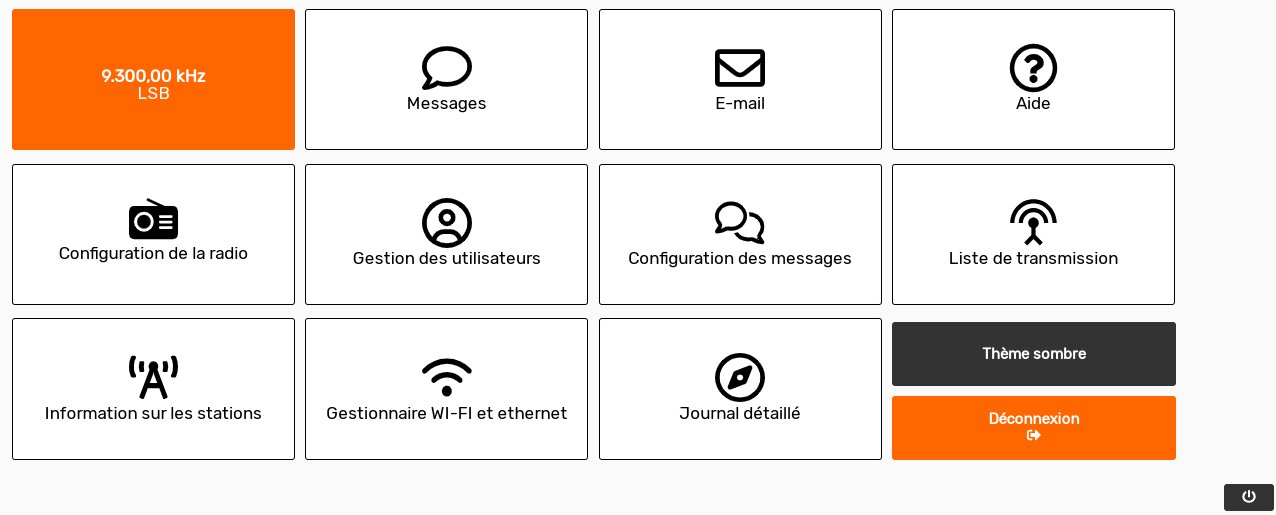 9.300,00 kHz
LSB
Messages
E-mail
Aide
Configuration de la radio
Gestion des utilisateurs
Configuration des messages
Liste de transmission
Information sur les stations
Gestionnaire WI-FI et ethernet
Journal détaillé
Thème sombre
Déconnexion